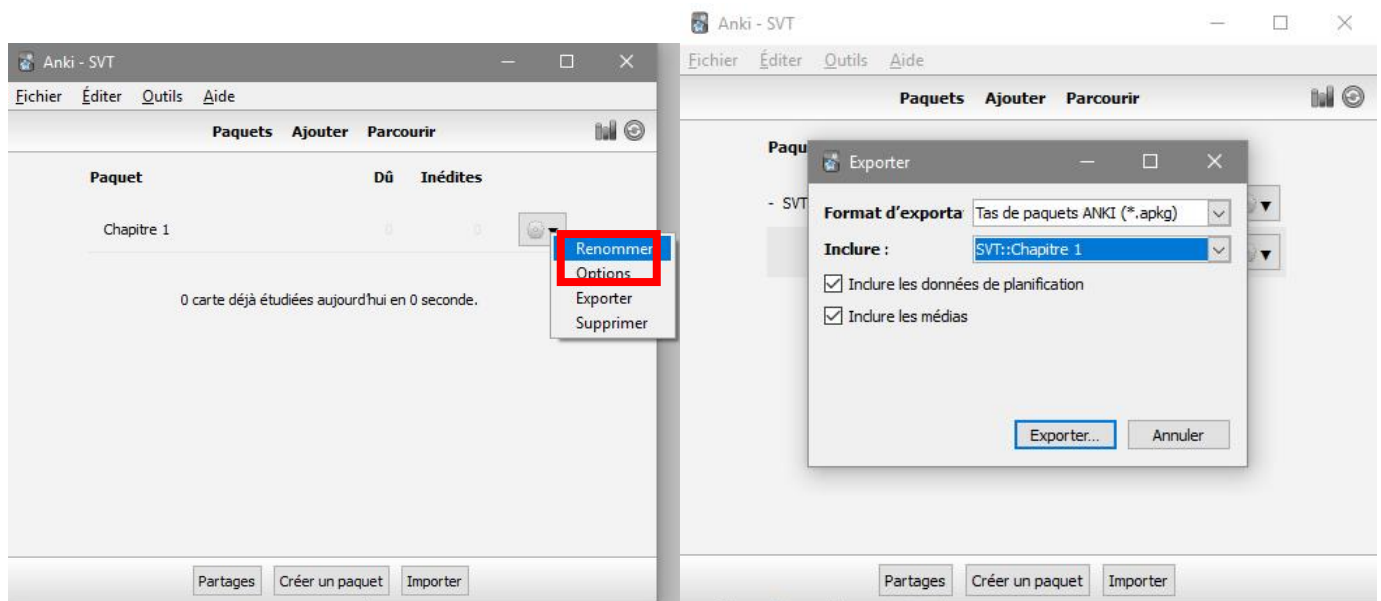 Anki - SVT
Fichier Éditer Outils Aide
Paquets Ajouter Parcourir
Paquet Dû Inédites
Chapitre 1 0 0
Renommer
Options
Exporter
Supprimer
0 carte déjà étudiées aujourd'hui en 0 seconde.
Partages Créer un paquet Importer
Anki - SVT
Fichier Éditer Outils Aide
Paquets Ajouter Parcourir
Paqu
- SVT
Exporter
Format d'exporta Tas de paquets ANKI (*.apkg)
Inclure : SVT::Chapitre 1
Inclure les données de planification
Inclure les médias
Exporter... Annuler
Partages Créer un paquet Importer